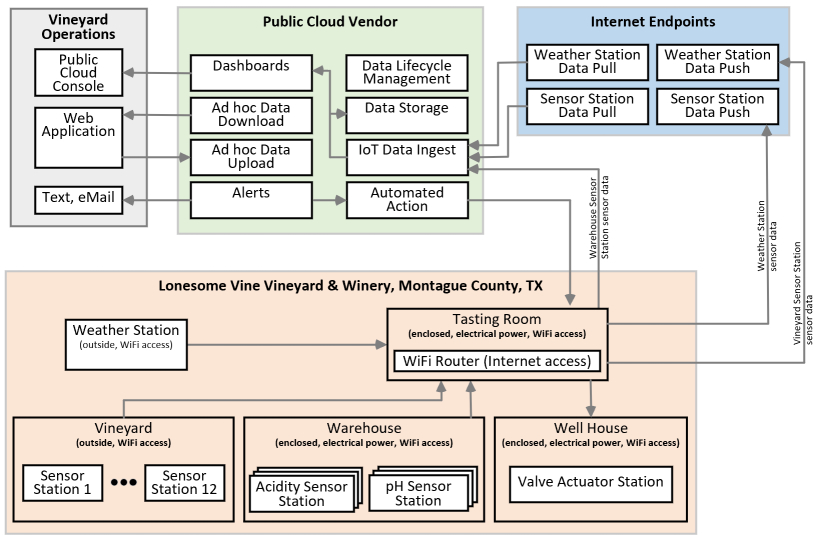 Vineyard
Operations
Public
Cloud
Console
Web
Application
Text, eMail
Public Cloud Vendor
Dashboards
Ad hoc Data
Download
Ad hoc Data
Upload
Alerts
Data Lifecycle
Management
Data Storage
IoT Data Ingest
Automated
Action
Internet Endpoints
Weather Station
Data Pull
Weather Station
Data Push
Sensor Station
Data Pull
Sensor Station
Data Push
Warehouse Sensor
Station sensor data
Weather Station
sensor data
Vineyard Sensor Station
sensor data
Lonesome Vine Vineyard & Winery, Montague County, TX
Weather Station
(outside, WiFi access)
Tasting Room
(enclosed, electrical power, WiFi access)
WiFi Router (Internet access)
Vineyard
(outside, WiFi access)
Sensor
Station 1
Sensor
Station 12
Warehouse
(enclosed, electrical power, WiFi access)
Acidity Sensor
Station
pH Sensor
Station
Well House
(enclosed, electrical power, WiFi access)
Valve Actuator Station